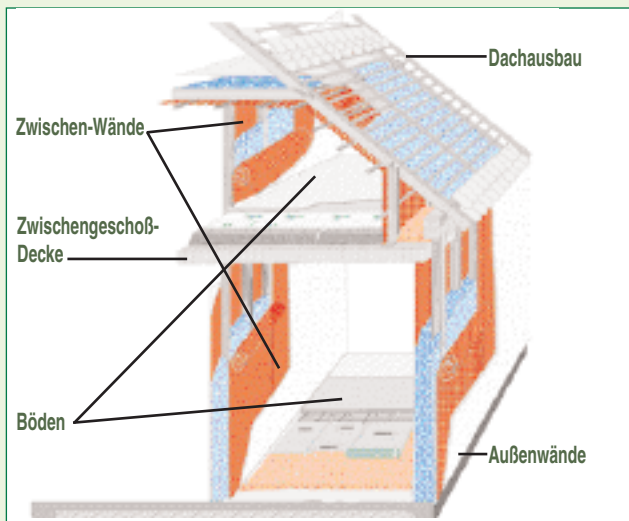 Dachausbau
Zwischen-Wände
Zwischengeschoß-
Decke
Böden
Außenwände